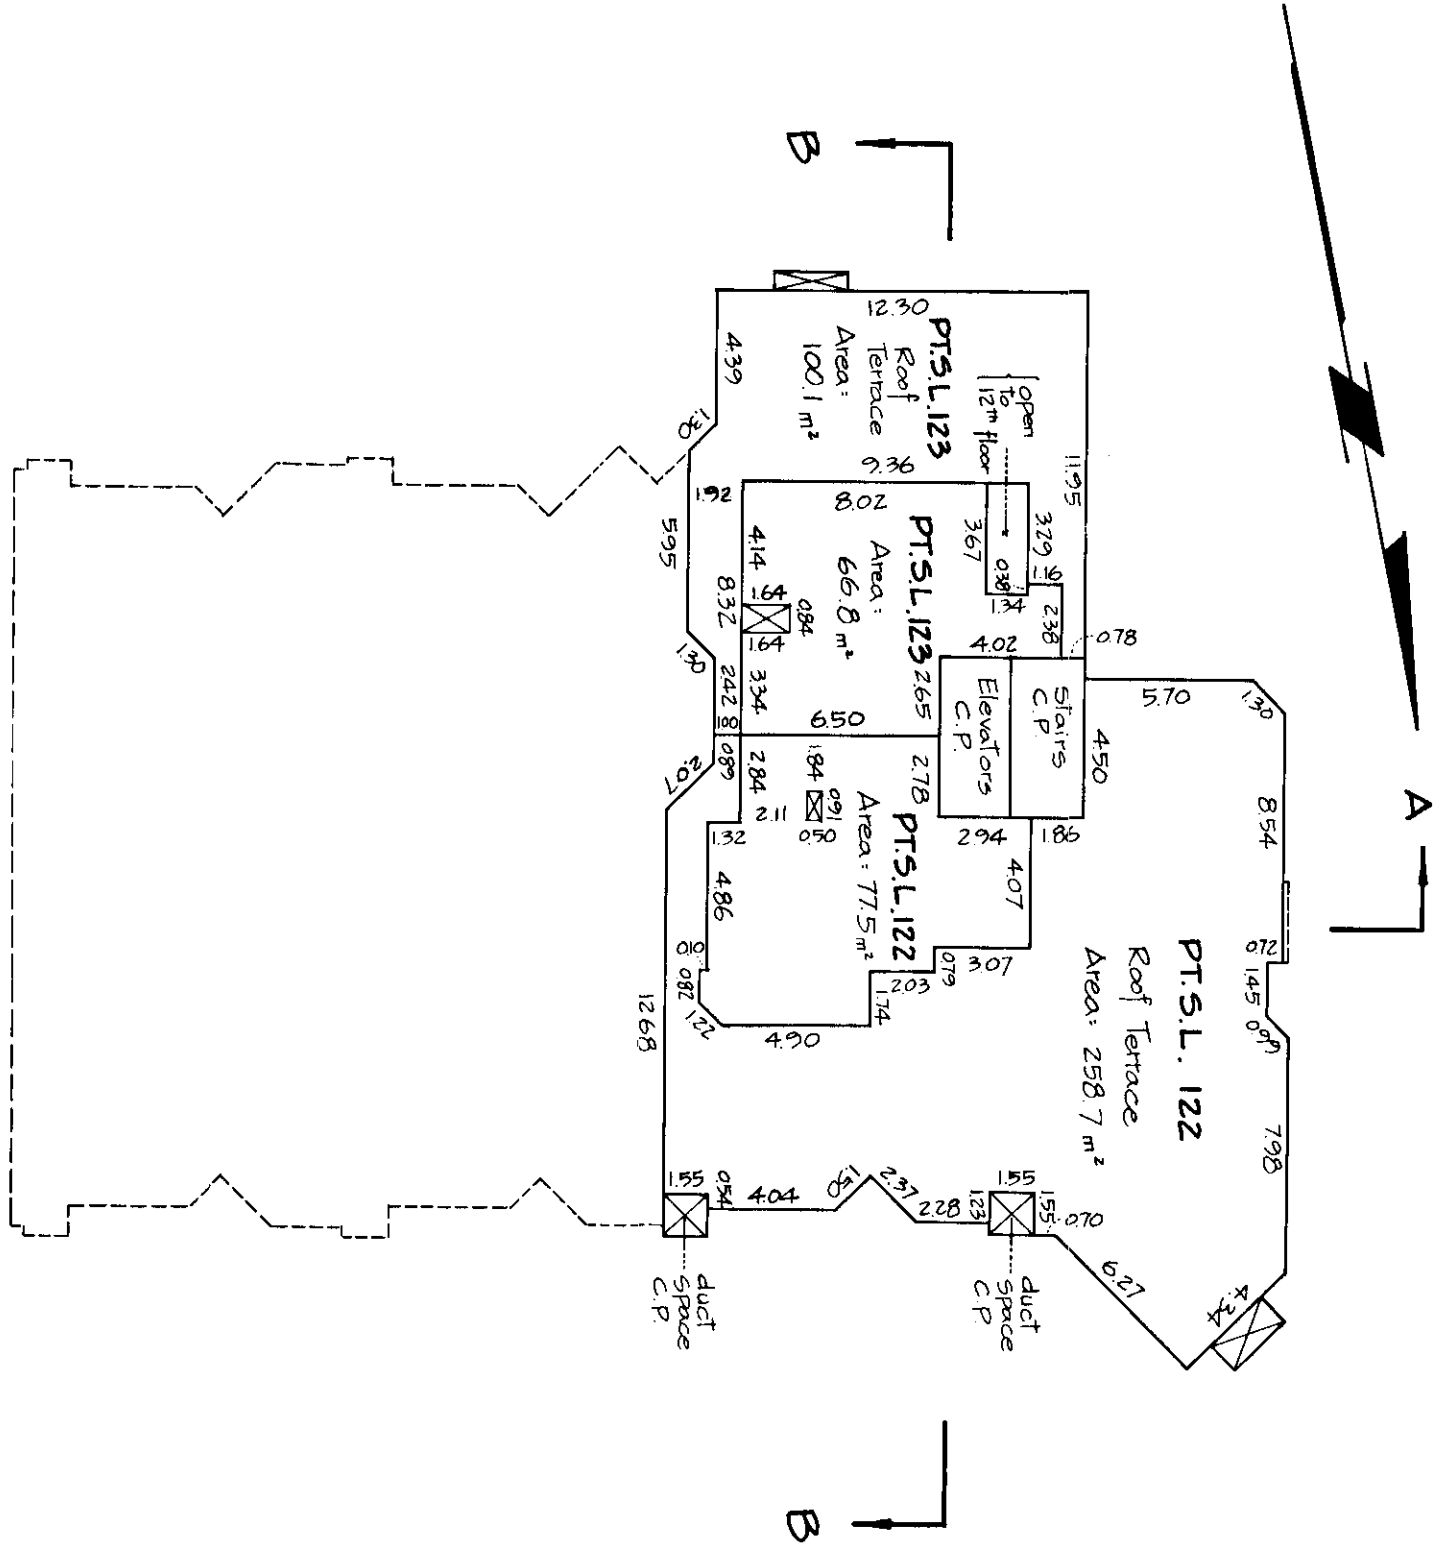 A
B
B
PT.S.L.123
Roof
Terrace
Area =
100.1 m²
open
to
12th floor
PT.S.L.123
Area =
66.8 m²
Stairs
C.P.
Elevators
C.P.
PT.S.L.122
Area = 77.5 m²
PT.S.L. 122
Roof Terrace
Area = 258.7 m²
duct
space
C.P.
duct
space
C.P.
12.30
4.39
1.30
11.95
9.36
8.02
1.92
5.95
4.14
8.32
1.64
0.84
1.64
3.34
1.30
2.42
1.80
0.89
2.07
3.67
3.29
0.38
1.16
1.34
2.38
0.78
4.02
2.65
6.50
2.78
4.50
5.70
1.30
8.54
0.72
1.45
0.99
7.98
4.34
6.27
0.70
1.55
1.55
1.23
2.28
2.37
1.50
4.04
0.54
1.55
12.68
2.84
2.11
1.84
0.91
0.50
1.32
4.86
0.10
0.82
1.22
4.90
1.74
2.03
0.79
3.07
4.07
2.94
1.86